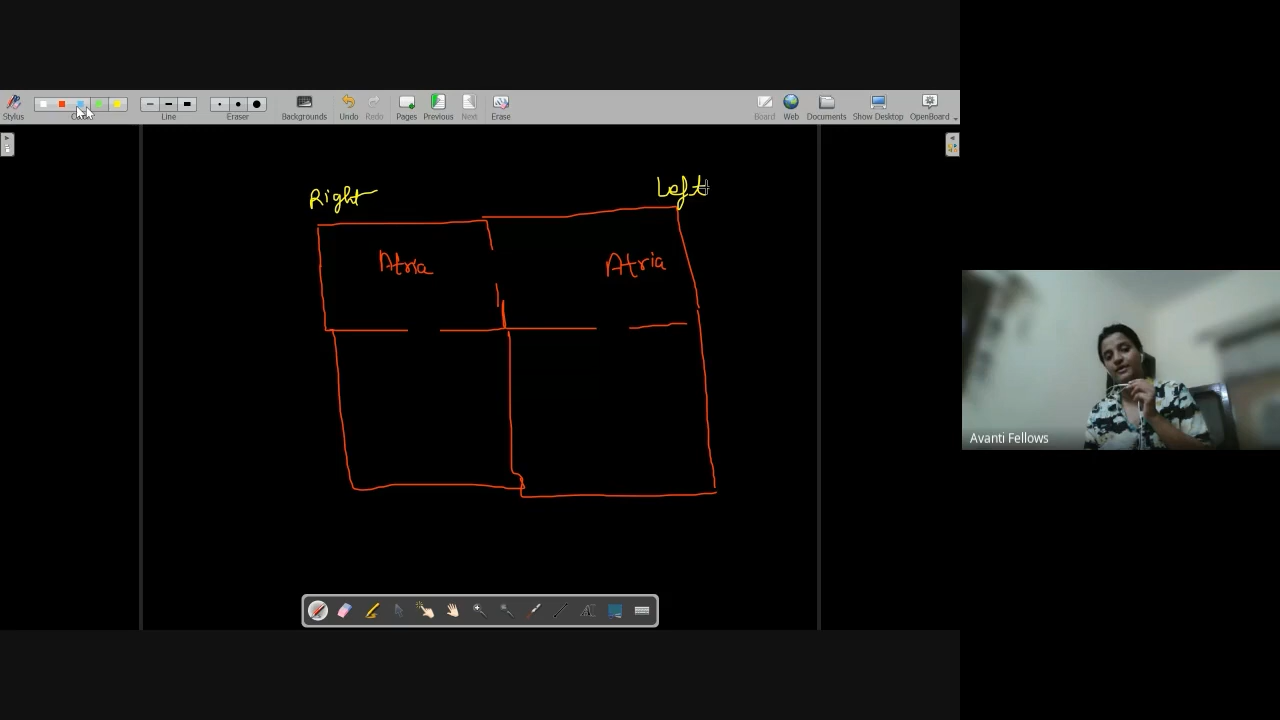 Stylus
Color
Line
Eraser
Backgrounds
Undo
Redo
Pages
Previous
Next
Erase
Board
Web
Documents
Show Desktop
OpenBoard
Right
Left
Atria
Atria
Avanti Fellows